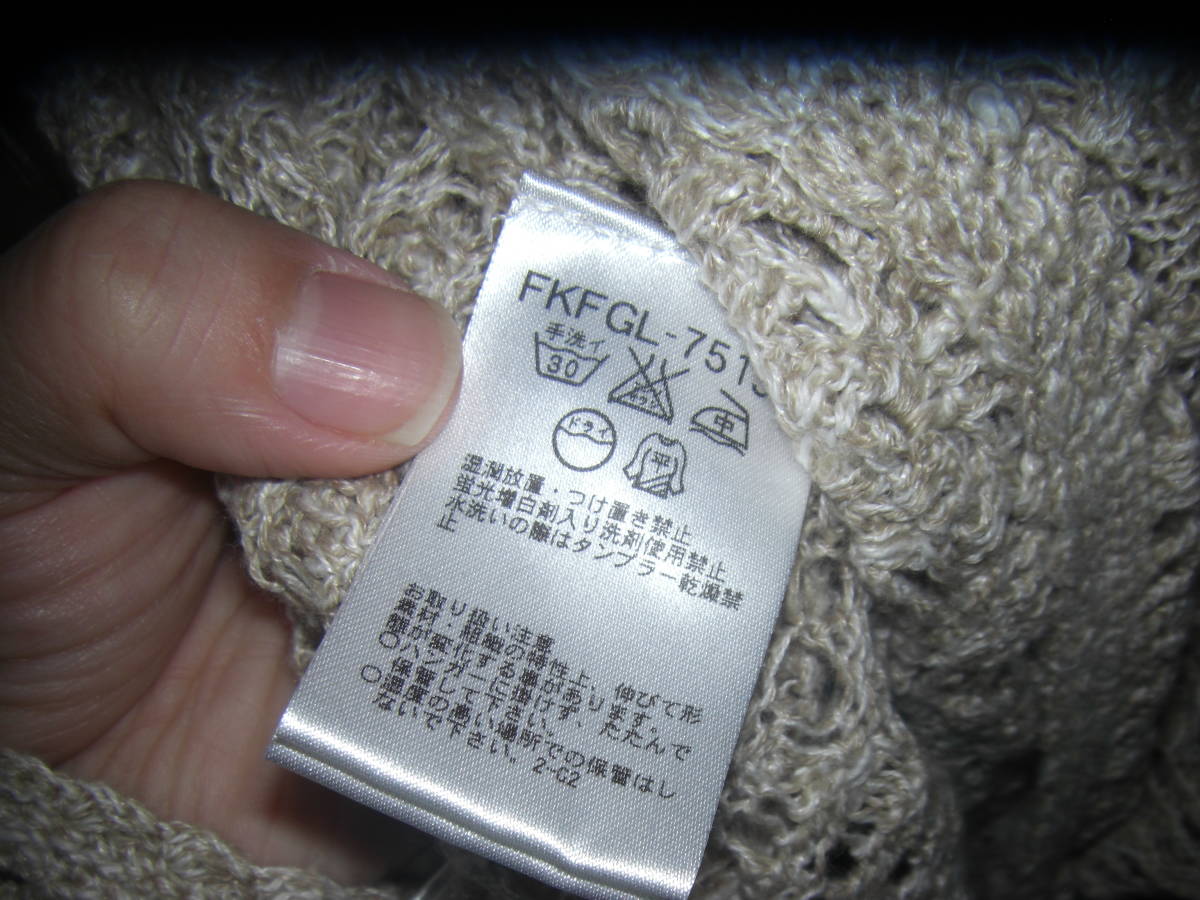 FKFGL-7515
手洗イ
30
エンソ
サラシ
中
ドライ
平
湿潤放置・つけ置き禁止
蛍光増白剤入り洗剤使用禁止
水洗いの際はタンブラー乾燥禁
止
お取り扱い注意
素材・組織の特性上、伸びて形
態が変化する事があります。
○ハンガーに掛けず、たたんで
保管して下さい。
○湿度の高い場所での保管はし
ないで下さい。2-G2